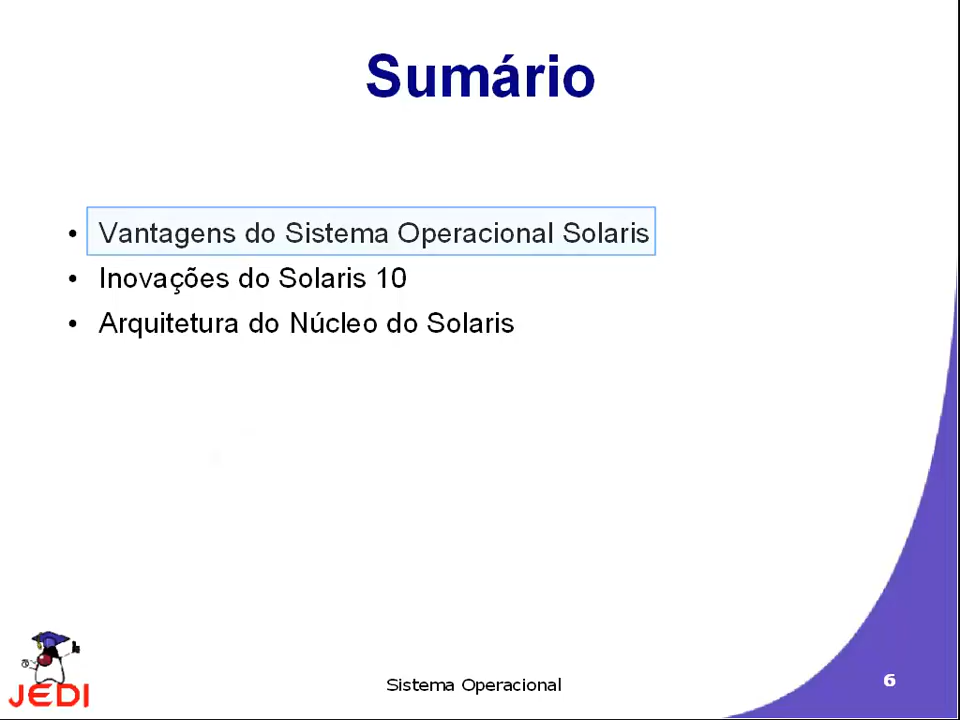 Sumário
• Vantagens do Sistema Operacional Solaris
• Inovações do Solaris 10
• Arquitetura do Núcleo do Solaris
JEDI
Sistema Operacional
6